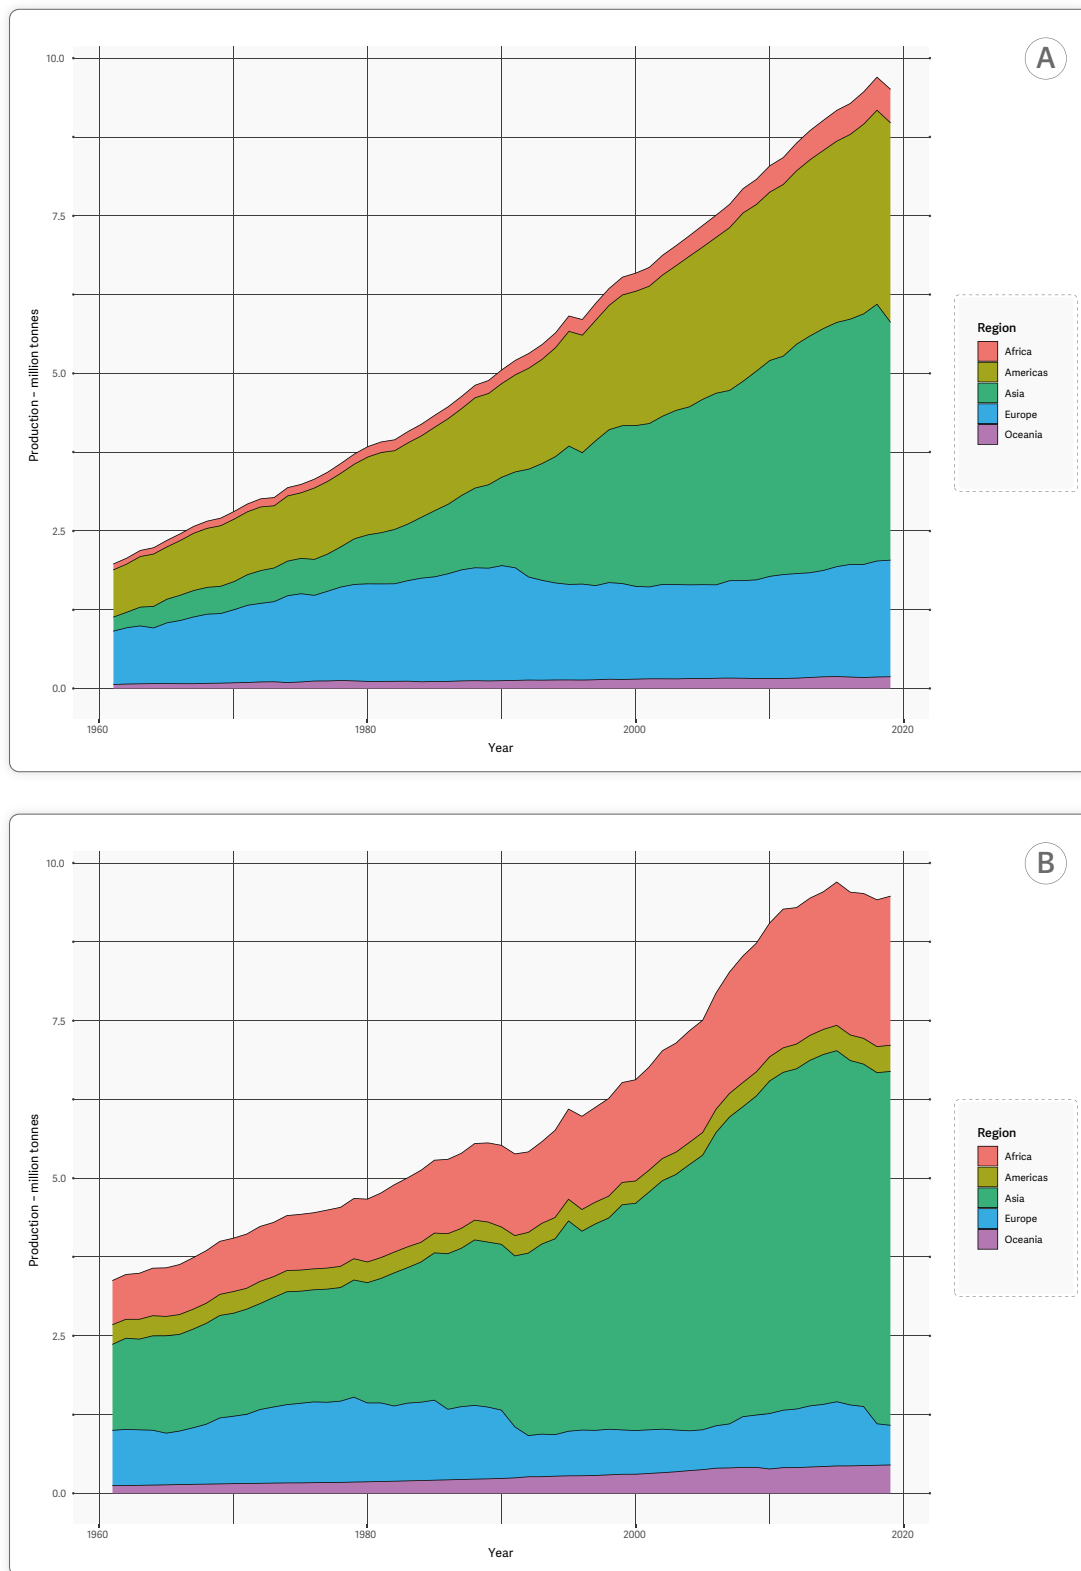 A
10.0
7.5
5.0
2.5
0.0
Production – million tonnes
1960
1980
2000
2020
Year
Region
Africa
Americas
Asia
Europe
Oceania
B
10.0
7.5
5.0
2.5
0.0
Production – million tonnes
1960
1980
2000
2020
Year
Region
Africa
Americas
Asia
Europe
Oceania